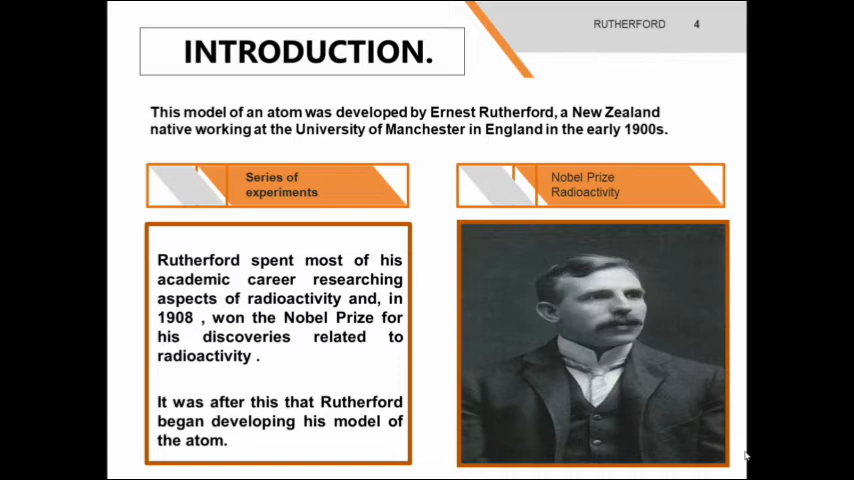 RUTHERFORD 4
INTRODUCTION.
This model of an atom was developed by Ernest Rutherford, a New Zealand
native working at the University of Manchester in England in the early 1900s.
Series of
experiments
Nobel Prize
Radioactivity
Rutherford spent most of his
academic career researching
aspects of radioactivity and, in
1908 , won the Nobel Prize for
his discoveries related to
radioactivity .
It was after this that Rutherford
began developing his model of
the atom.